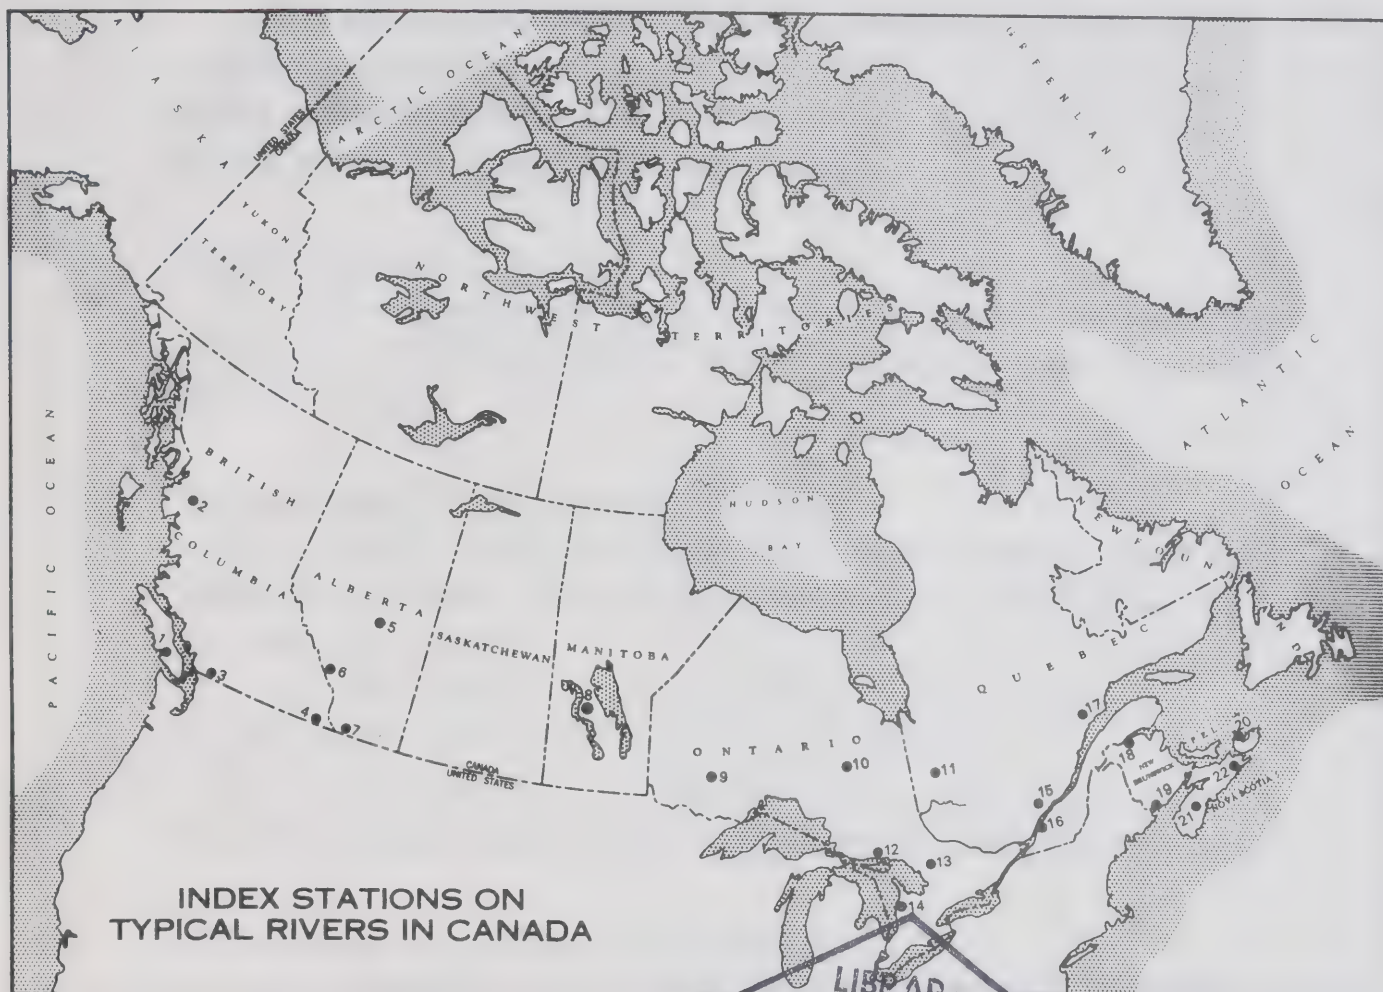 ALASKA
UNITED STATES
CANADA
ARCTIC OCEAN
GREENLAND
YUKON
TERRITORY
NORTHWEST TERRITORIES
PACIFIC OCEAN
ATLANTIC
OCEAN
BRITISH
COLUMBIA
HUDSON
BAY
NEWFOUN
ALBERTA
SASKATCHEWAN
MANITOBA
ONTARIO
QUEBEC
P.E.I.
NEW
BRUNSWICK
NOVA SCOTIA
CANADA
UNITED STATES
1
2
3
4
5
6
7
8
9
10
11
12
13
14
15
16
17
18
19
20
21
22
INDEX STATIONS ON
TYPICAL RIVERS IN CANADA